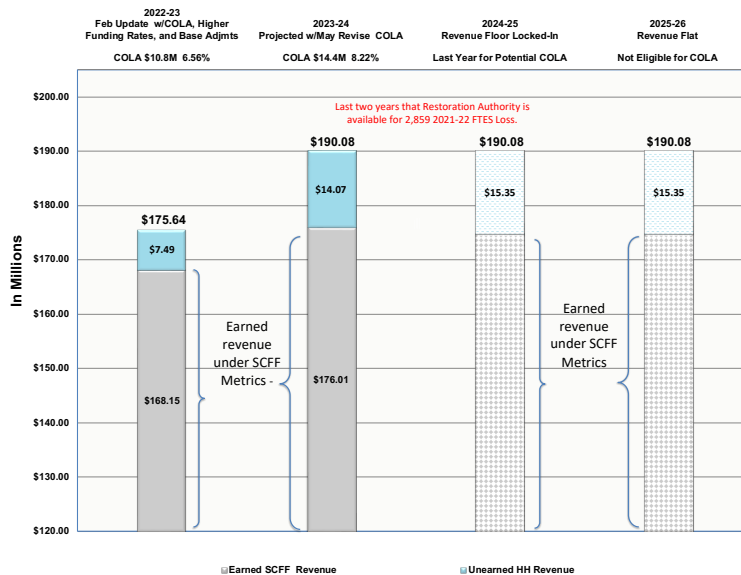 2022-23
Feb Update w/COLA, Higher
Funding Rates, and Base Adjmts
COLA $10.8M 6.56%
2023-24
Projected w/May Revise COLA
COLA $14.4M 8.22%
2024-25
Revenue Floor Locked-In
Last Year for Potential COLA
2025-26
Revenue Flat
Not Eligible for COLA
In Millions
$200.00
$190.00
$180.00
$170.00
$160.00
$150.00
$140.00
$130.00
$120.00
Last two years that Restoration Authority is
available for 2,859 2021-22 FTES Loss.
$175.64
$7.49
$168.15
Earned
revenue
under SCFF
Metrics -
$190.08
$14.07
$176.01
$190.08
$15.35
Earned
revenue
under SCFF
Metrics
$190.08
$15.35
Earned SCFF Revenue
Unearned HH Revenue